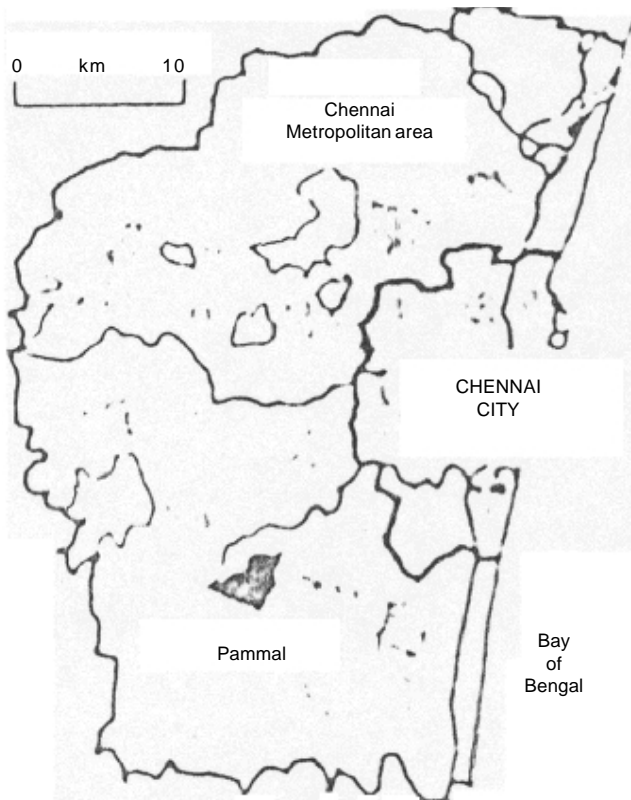 0 km 10
Chennai
Metropolitan area
CHENNAI
CITY
Pammal
Bay
of
Bengal